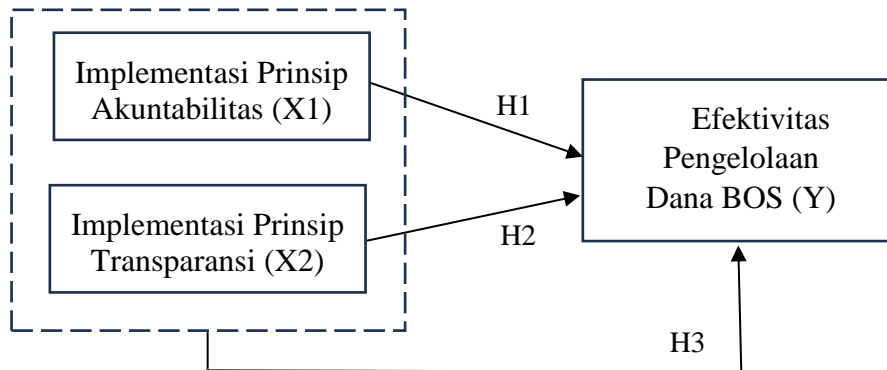 Implementasi Prinsip
Akuntabilitas (X1)
H1
Efektivitas
Pengelolaan
Dana BOS (Y)
Implementasi Prinsip
Transparansi (X2)
H2
H3